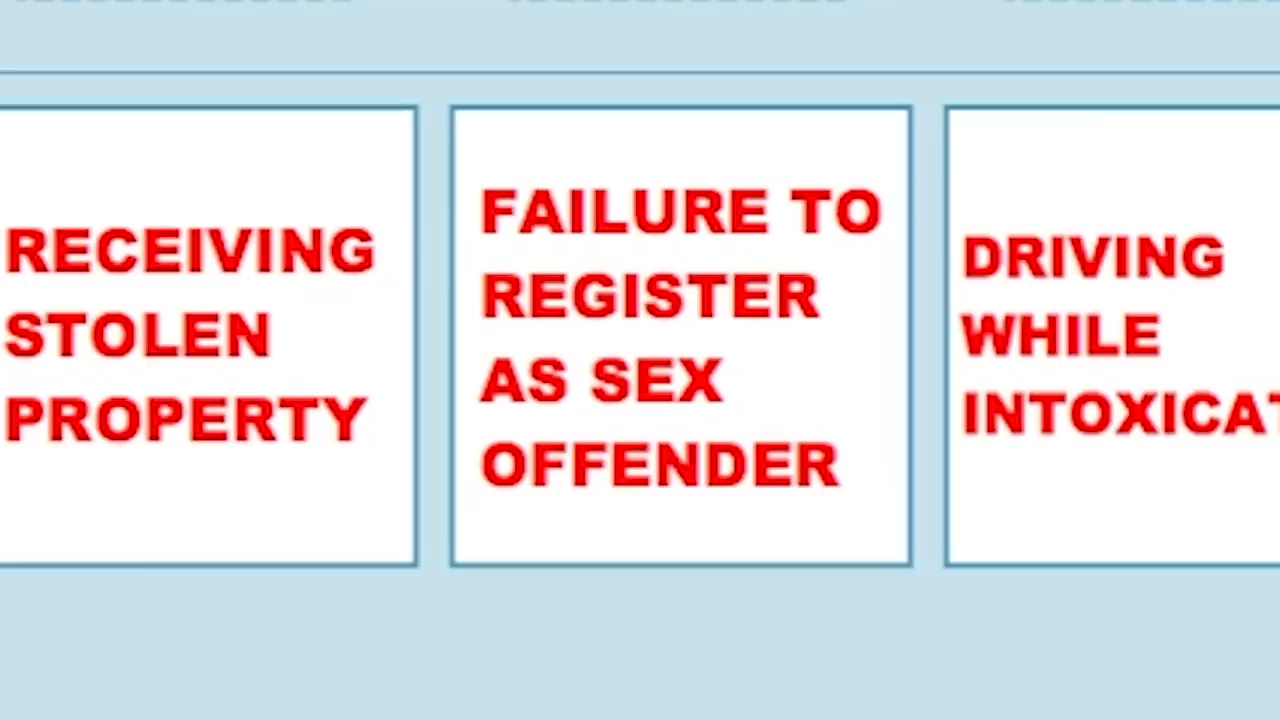 RECEIVING
STOLEN
PROPERTY
FAILURE TO
REGISTER
AS SEX
OFFENDER
DRIVING
WHILE